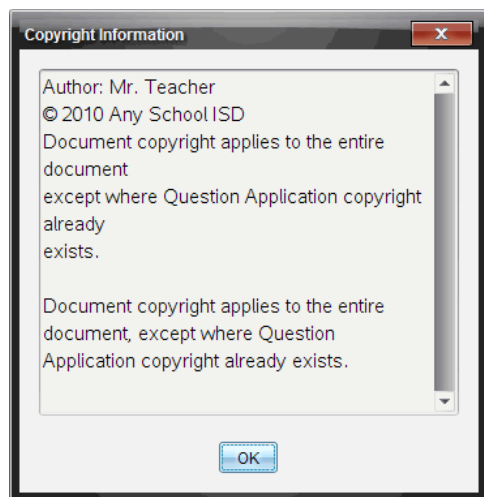 Copyright Information
Author: Mr. Teacher
© 2010 Any School ISD
Document copyright applies to the entire
document
except where Question Application copyright
already
exists.
Document copyright applies to the entire
document, except where Question
Application copyright already exists.
OK